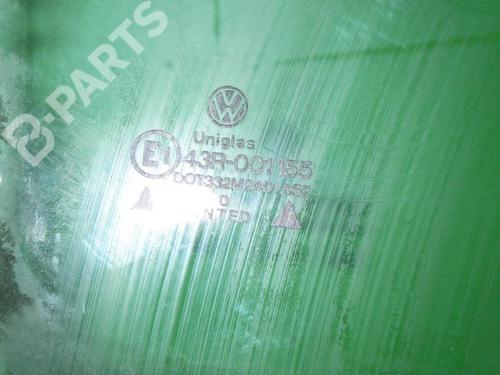 B-PARTS
VW
Uniglas
E1 43R-001155
DOT332M240 AS2
0
TINTED